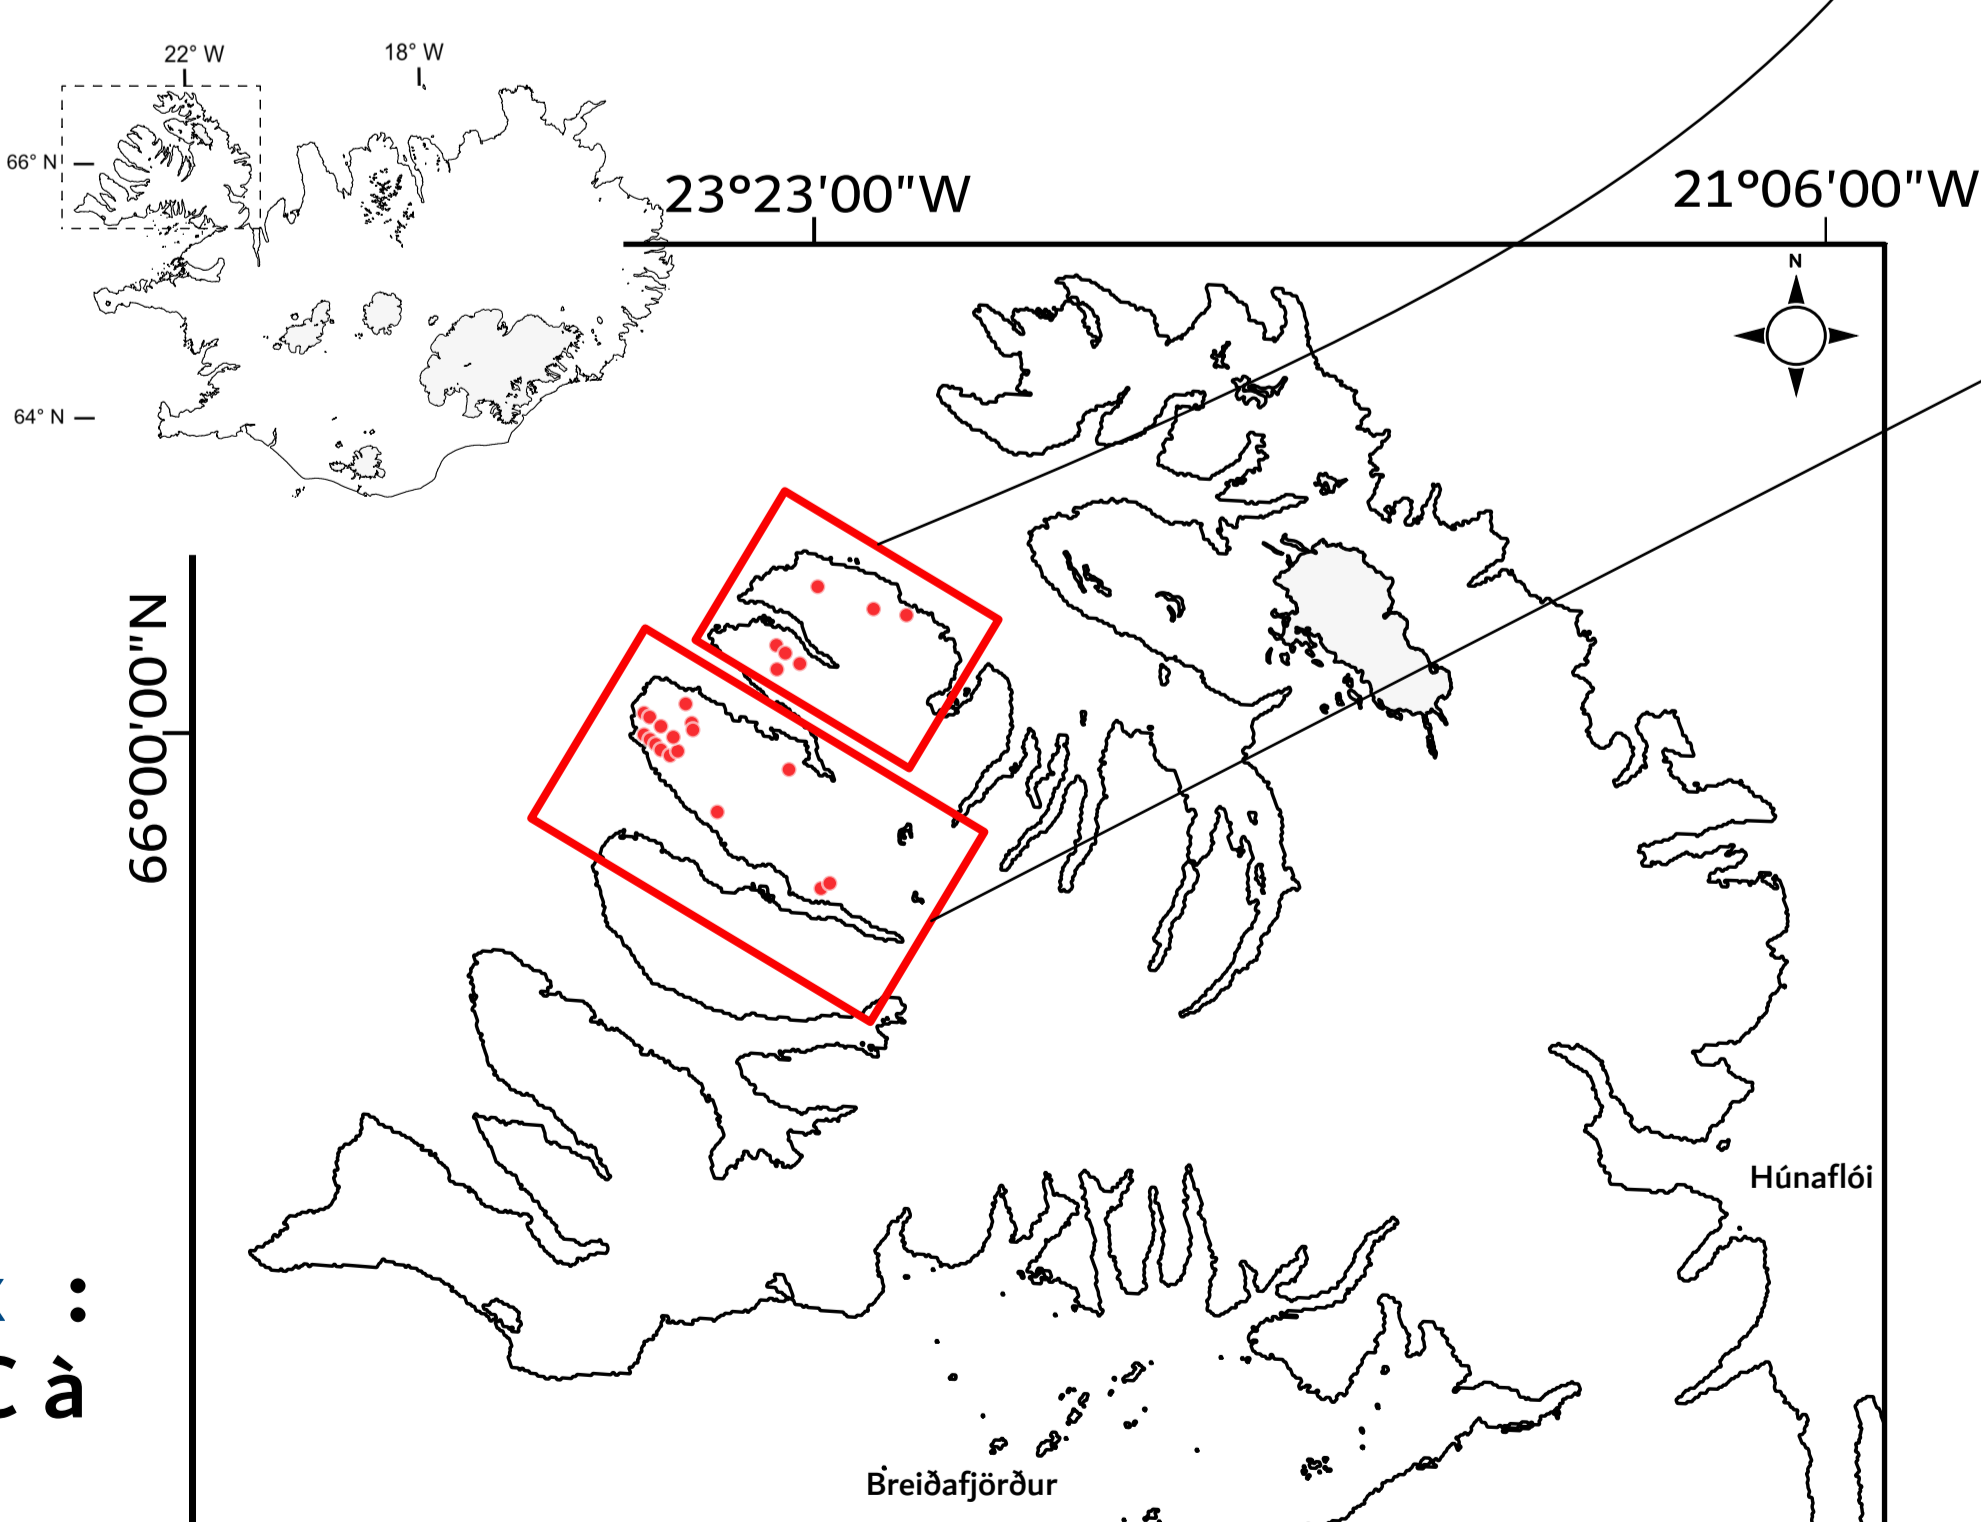 22° W
18° W
66° N
64° N
23°23'00"W
21°06'00"W
N
66°00'00"N
Húnaflói
Breiðafjörður
:
à